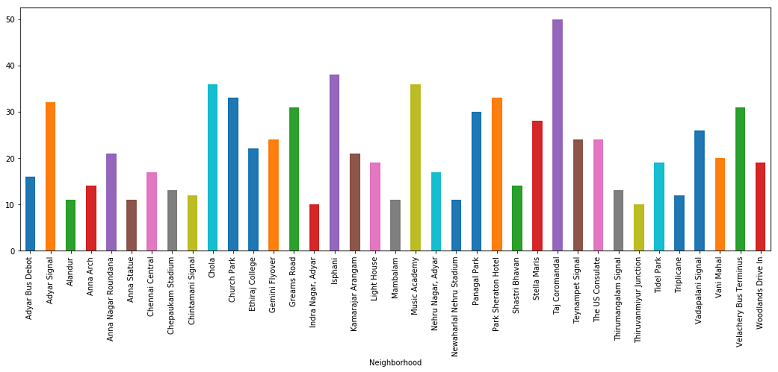 50
40
30
20
10
0
Adyar Bus Debot
Adyar Signal
Alandur
Anna Arch
Anna Nagar Roundana
Anna Statue
Chennai Central
Chepaukam Stadium
Chintamani Signal
Chola
Church Park
Ethiraj College
Gemini Flyover
Greams Road
Indra Nagar, Adyar
Isphani
Kamarajar Arangam
Light House
Mambalam
Music Academy
Nehru Nagar, Adyar
Newaharlal Nehru Stadium
Panagal Park
Park Sheraton Hotel
Shastri Bhavan
Stella Maris
Taj Coromandal
Teynampet Signal
The US Consulate
Thirumangalam Signal
Thiruvanmiyur Junction
Tidel Park
Triplicane
Vadapalani Signal
Vani Mahal
Velachery Bus Terminus
Woodlands Drive In
Neighborhood